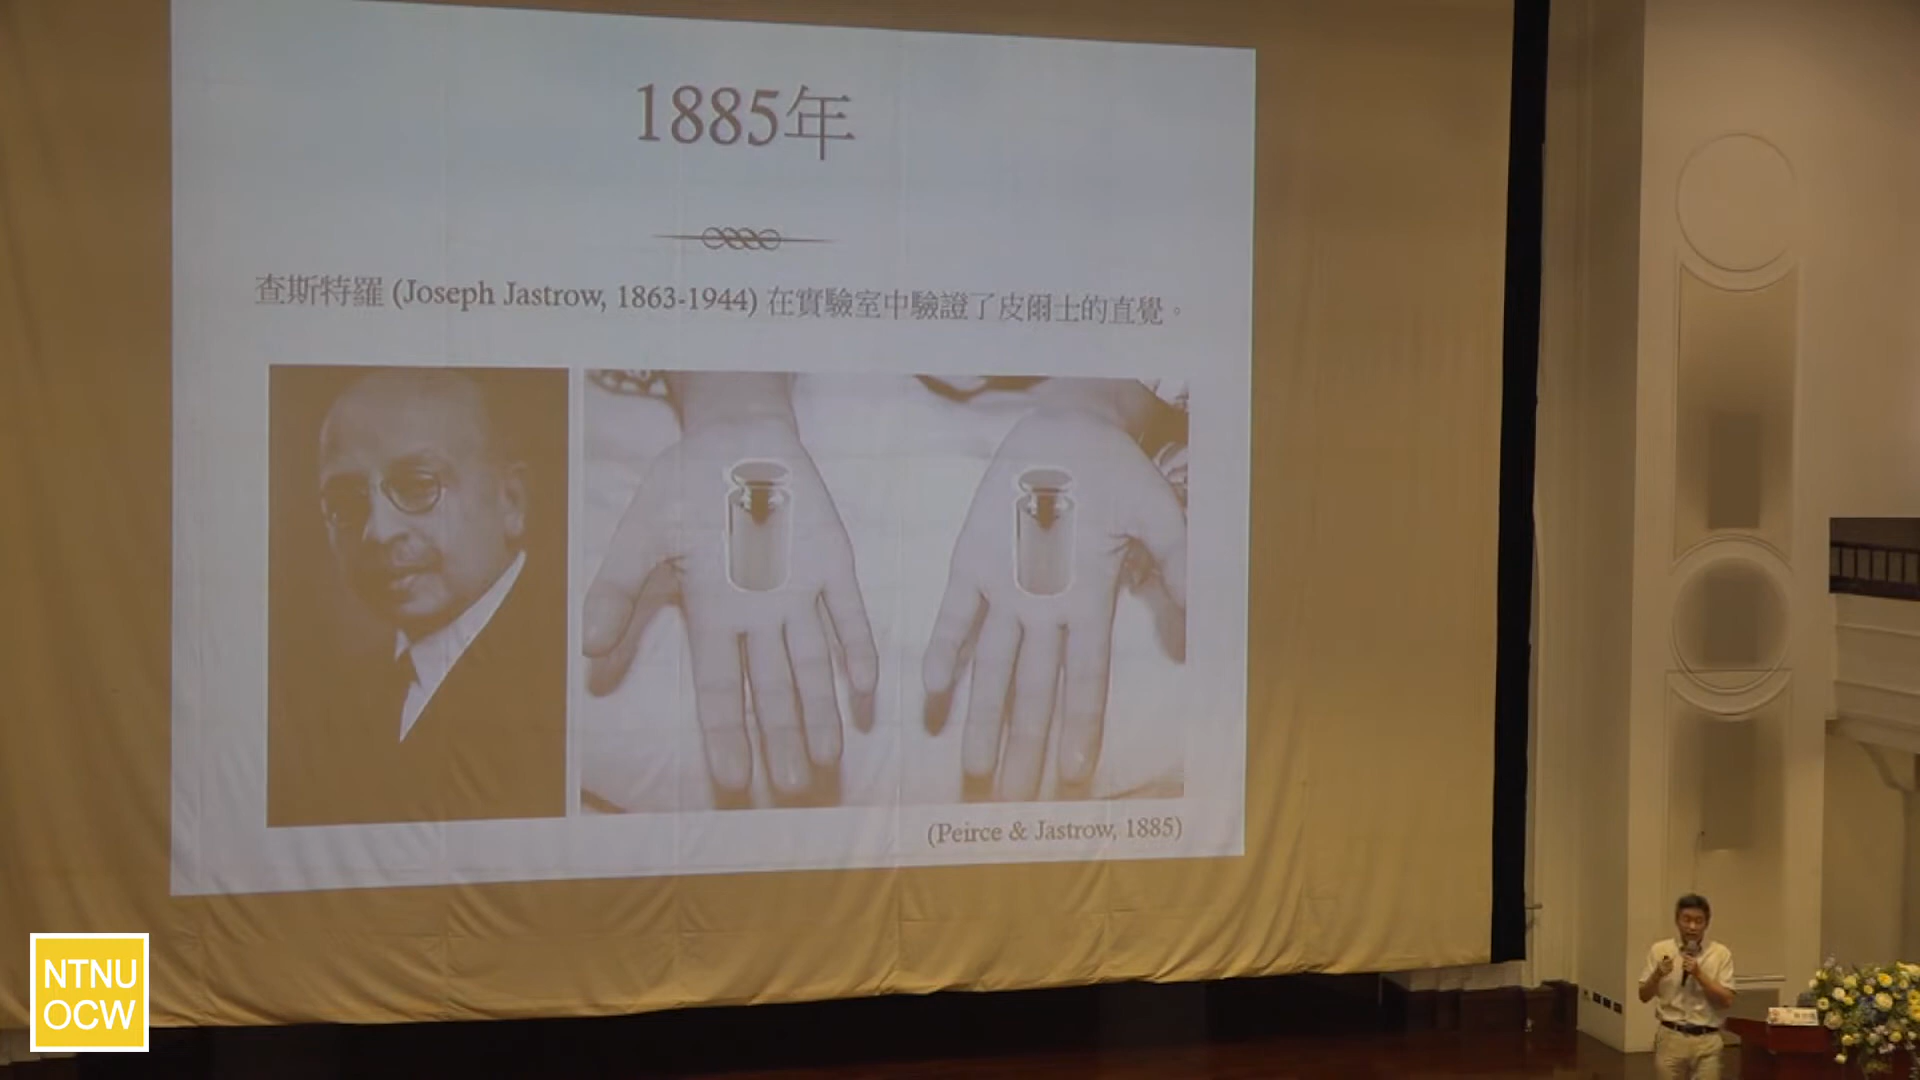 1885年
查斯特羅 (Joseph Jastrow, 1863-1944) 在實驗室中驗證了皮爾士的直覺。
(Peirce & Jastrow, 1885)
NTNU
OCW